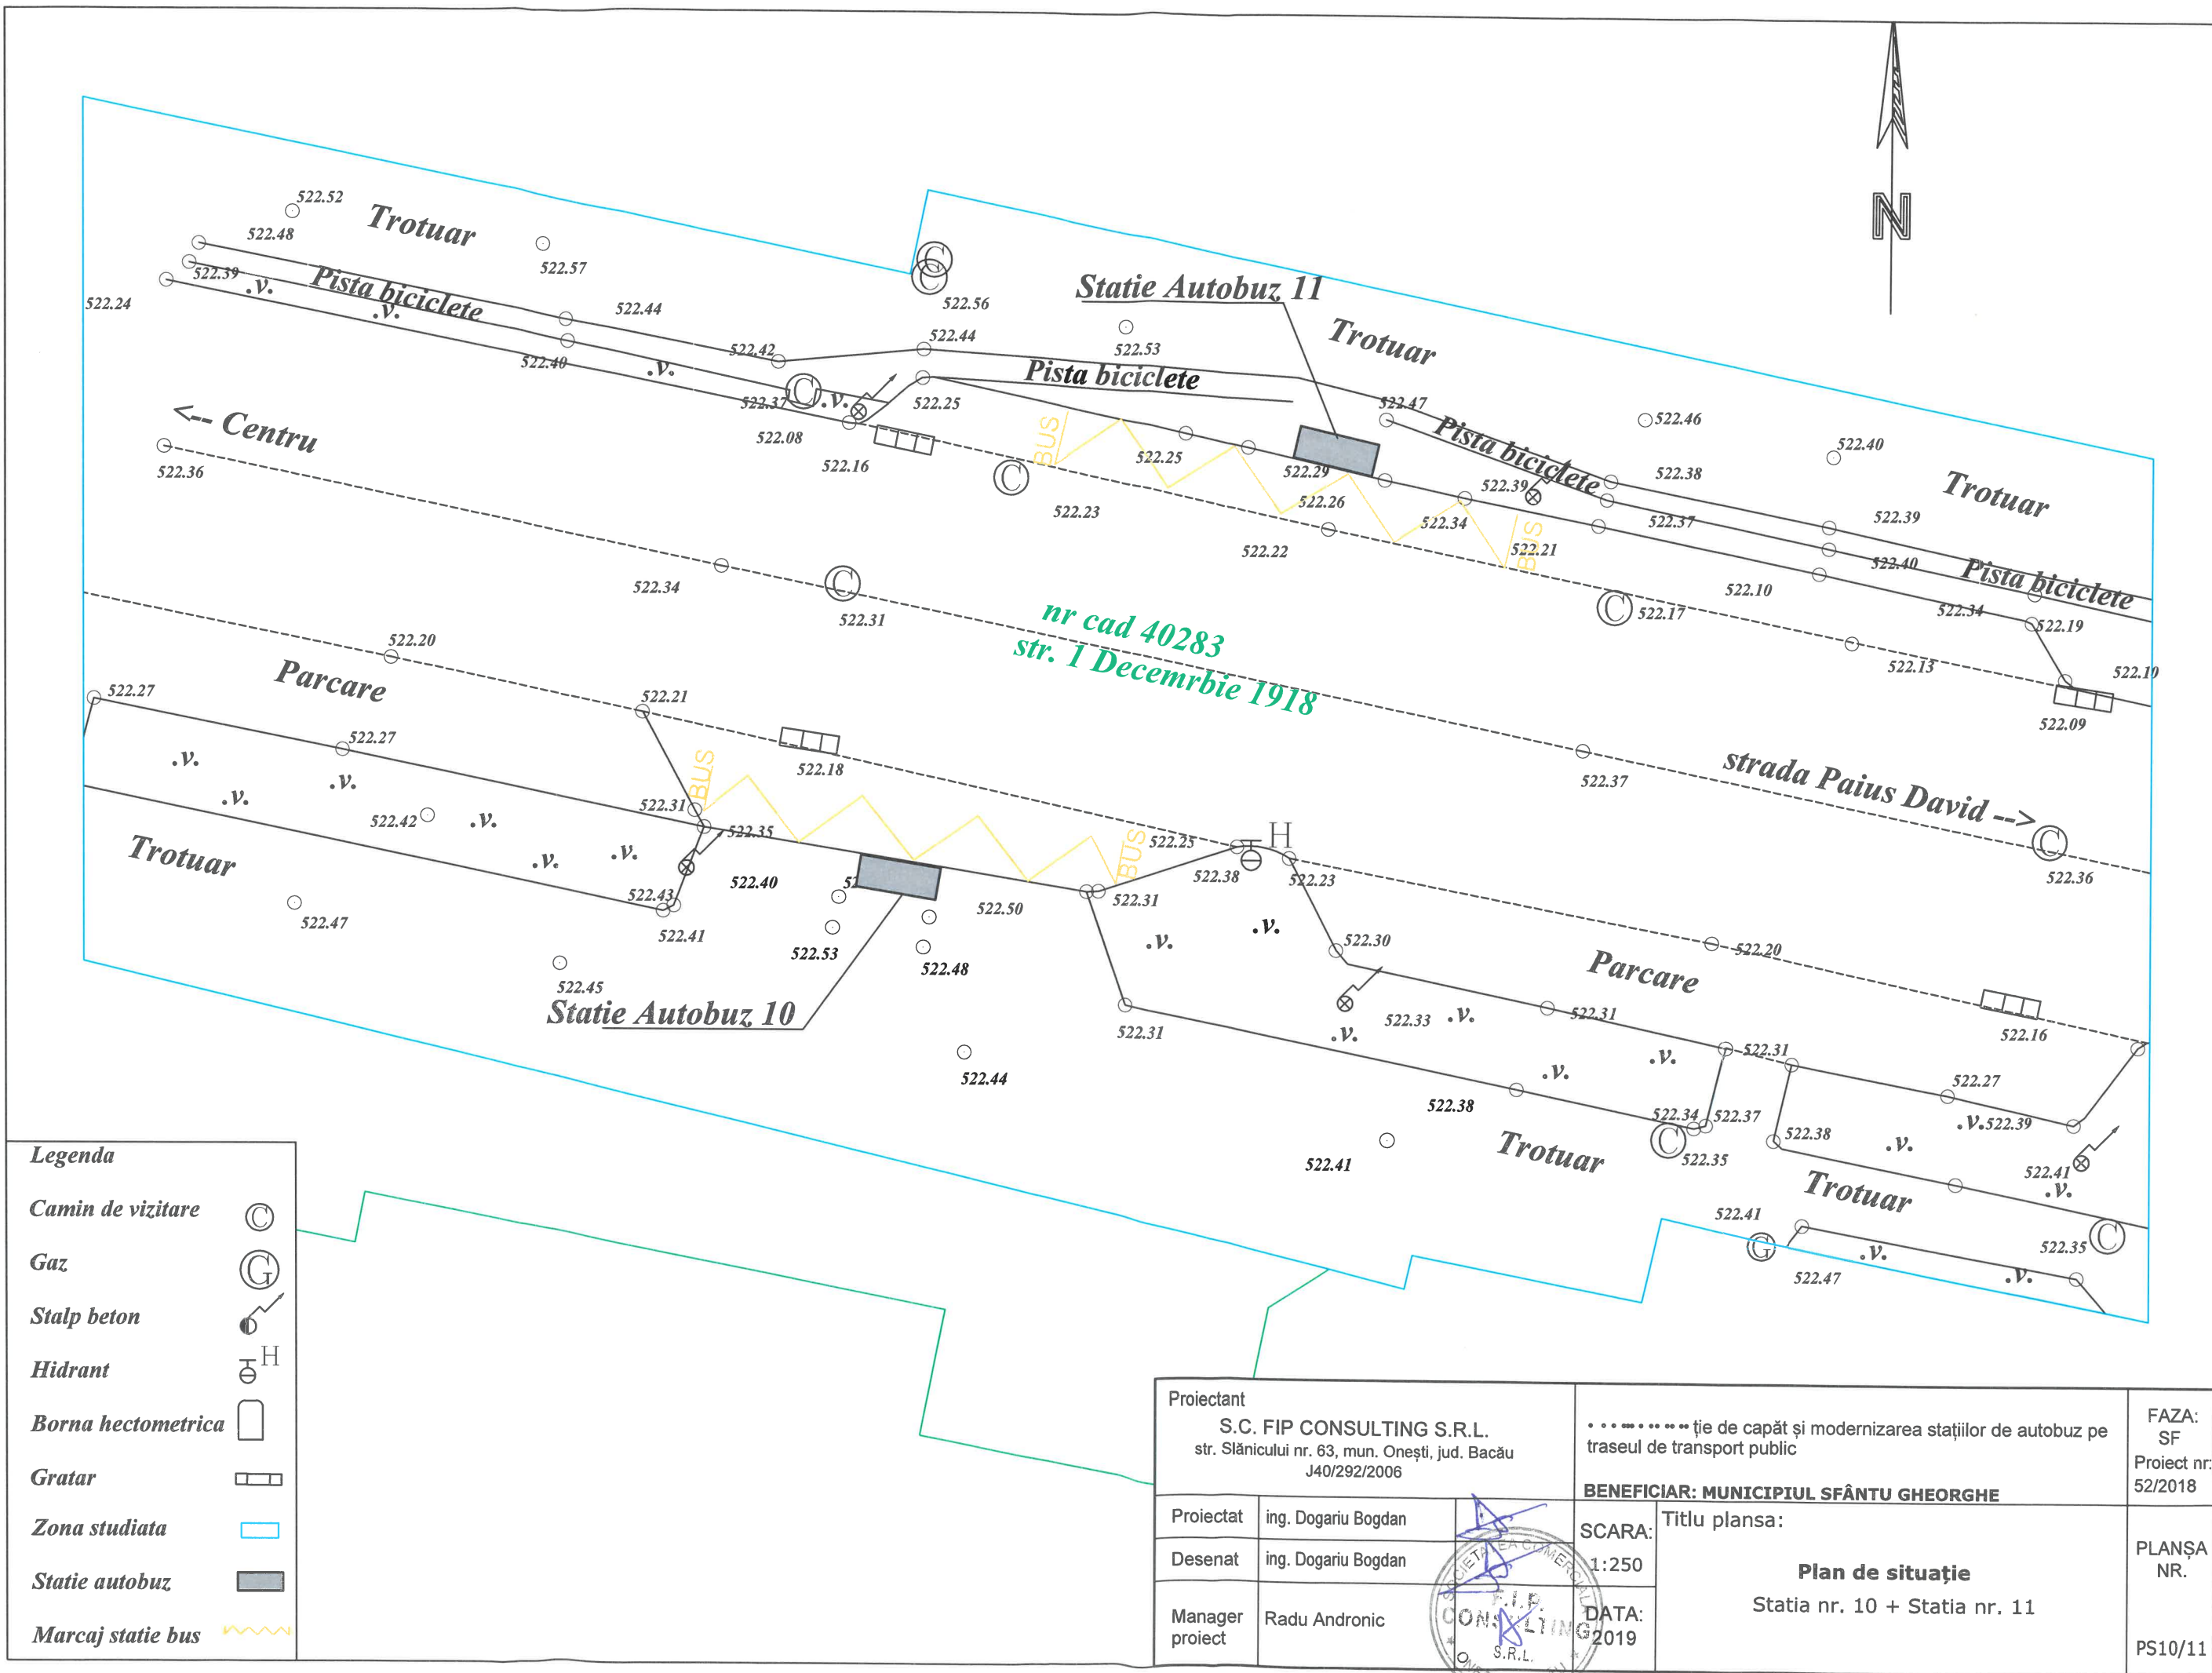 522.52
Trotuar
522.48
522.57
522.39
Pista biciclete
.v.
.v.
522.24
522.44
522.56
Statie Autobuz 11
522.44
522.53
Trotuar
522.42
522.40
.v.
Pista biciclete
522.37
.v.
522.25
522.47
522.46
Pista biciclete
522.40
<-- Centru
522.08
BUS
522.16
522.25
522.29
522.38
Trotuar
522.36
522.39
522.26
522.23
522.34
522.37
522.39
522.22
522.21
BUS
522.40
Pista biciclete
522.34
522.10
522.31
522.17
522.34
522.19
nr cad 40283
str. 1 Decemrbie 1918
522.20
522.13
522.10
Parcare
522.27
522.21
522.09
522.27
.v.
522.18
522.37
strada Paius David -->
.v.
.v.
BUS
522.31
522.42
.v.
522.35
BUS
522.25
H
Trotuar
.v.
.v.
522.40
522.38
522.23
522.36
522.43
522.31
522.50
522.47
522.41
.v.
.v.
522.30
522.20
522.53
522.48
Parcare
522.45
Statie Autobuz 10
522.31
522.33
.v.
522.31
522.16
.v.
522.31
.v.
522.44
.v.
522.27
522.38
522.34
522.37
.v.
522.39
522.38
Trotuar
522.41
522.35
.v.
522.41
Trotuar
.v.
522.41
522.35
.v.
522.47
.v.
C
C
C
C
C
C
C
C
C
G
N
Legenda
Camin de vizitare C
Gaz G
Stalp beton
Hidrant H
Borna hectometrica
Gratar
Zona studiata
Statie autobuz
Marcaj statie bus
Proiectant
S.C. FIP CONSULTING S.R.L.
str. Slănicului nr. 63, mun. Onești, jud. Bacău
J40/292/2006
ție de capăt și modernizarea stațiilor de autobuz pe
traseul de transport public
BENEFICIAR: MUNICIPIUL SFÂNTU GHEORGHE
FAZA:
SF
Proiect nr:
52/2018
Proiectat ing. Dogariu Bogdan
Desenat ing. Dogariu Bogdan
Manager
proiect
Radu Andronic
SOCIETATEA COMERCIALA
F.I.P.
CONSULTING
S.R.L.
SCARA:
1:250
DATA:
2019
Titlu plansa:
Plan de situație
Statia nr. 10 + Statia nr. 11
PLANȘA
NR.
PS10/11